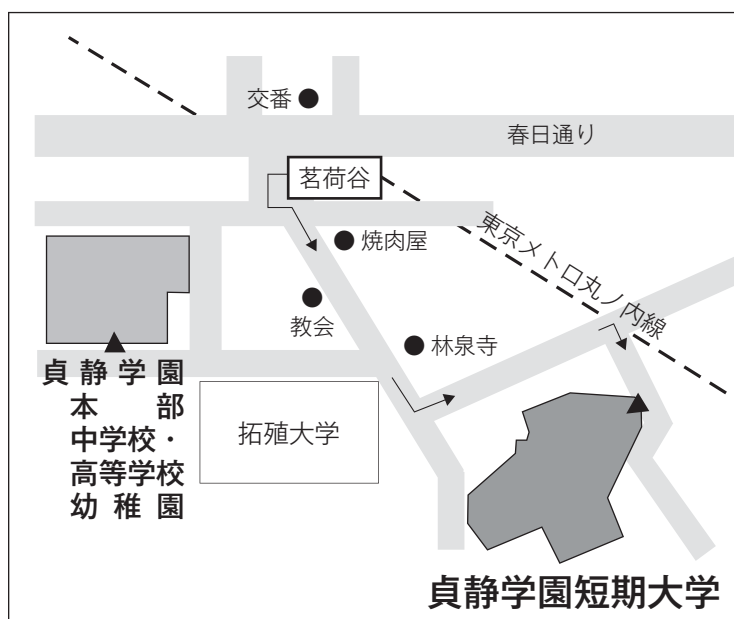 交番
春日通り
茗荷谷
焼肉屋
東京メトロ丸ノ内線
教会
林泉寺
貞静学園
本部
中学校・
高等学校
幼稚園
拓殖大学
貞静学園短期大学